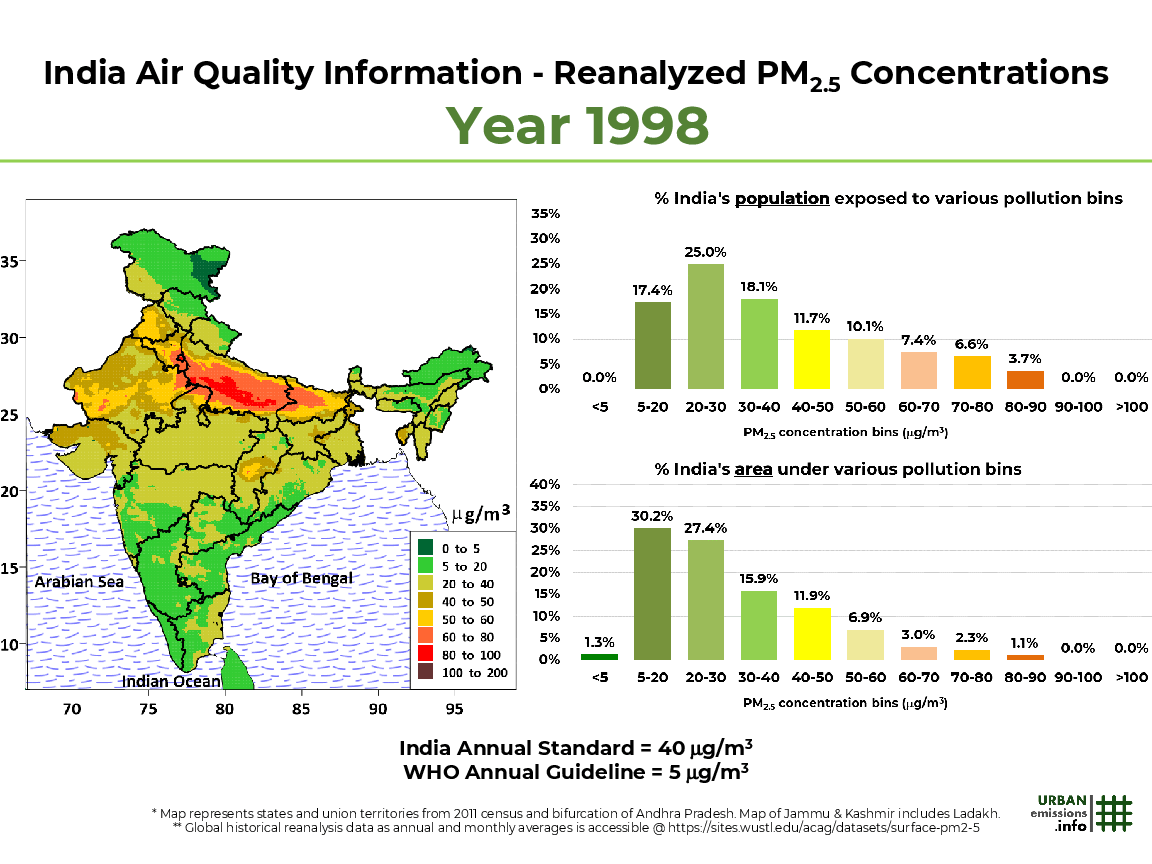 India Air Quality Information - Reanalyzed PM2.5 Concentrations
Year 1998
35
30
25
20
15
10
70 75 80 85 90 95
Arabian Sea
Bay of Bengal
Indian Ocean
μg/m³
0 to 5
5 to 20
20 to 40
40 to 50
50 to 60
60 to 80
80 to 100
100 to 200
% India's population exposed to various pollution bins
35%
30%
25%
20%
15%
10%
5%
0%
0.0% 17.4% 25.0% 18.1% 11.7% 10.1% 7.4% 6.6% 3.7% 0.0% 0.0%
<5 5-20 20-30 30-40 40-50 50-60 60-70 70-80 80-90 90-100 >100
PM2.5 concentration bins (μg/m³)
% India's area under various pollution bins
40%
35%
30%
25%
20%
15%
10%
5%
0%
1.3% 30.2% 27.4% 15.9% 11.9% 6.9% 3.0% 2.3% 1.1% 0.0% 0.0%
<5 5-20 20-30 30-40 40-50 50-60 60-70 70-80 80-90 90-100 >100
PM2.5 concentration bins (μg/m³)
India Annual Standard = 40 μg/m³
WHO Annual Guideline = 5 μg/m³
* Map represents states and union territories from 2011 census and bifurcation of Andhra Pradesh. Map of Jammu & Kashmir includes Ladakh.
** Global historical reanalysis data as annual and monthly averages is accessible @ https://sites.wustl.edu/acag/datasets/surface-pm2-5
URBAN
emissions
.info